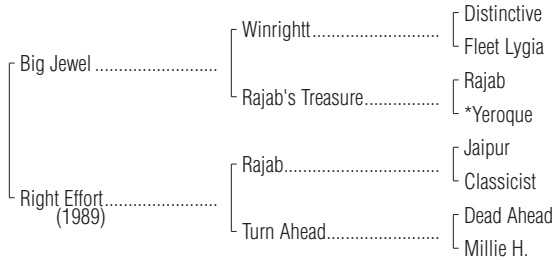 Distinctive
Winrightt
Fleet Lygia
Big Jewel
Rajab
Rajab's Treasure
*Yeroque
Jaipur
Rajab
Classicist
Right Effort
(1989)
Dead Ahead
Turn Ahead
Millie H.